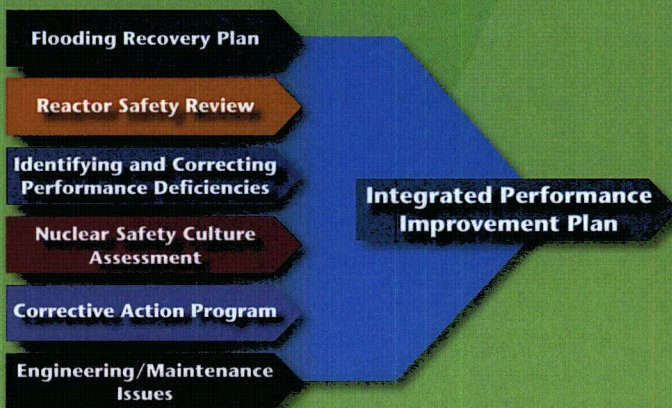 Flooding Recovery Plan
Reactor Safety Review
Identifying and Correcting
Performance Deficiencies
Nuclear Safety Culture
Assessment
Corrective Action Program
Engineering/Maintenance
Issues
Integrated Performance
Improvement Plan